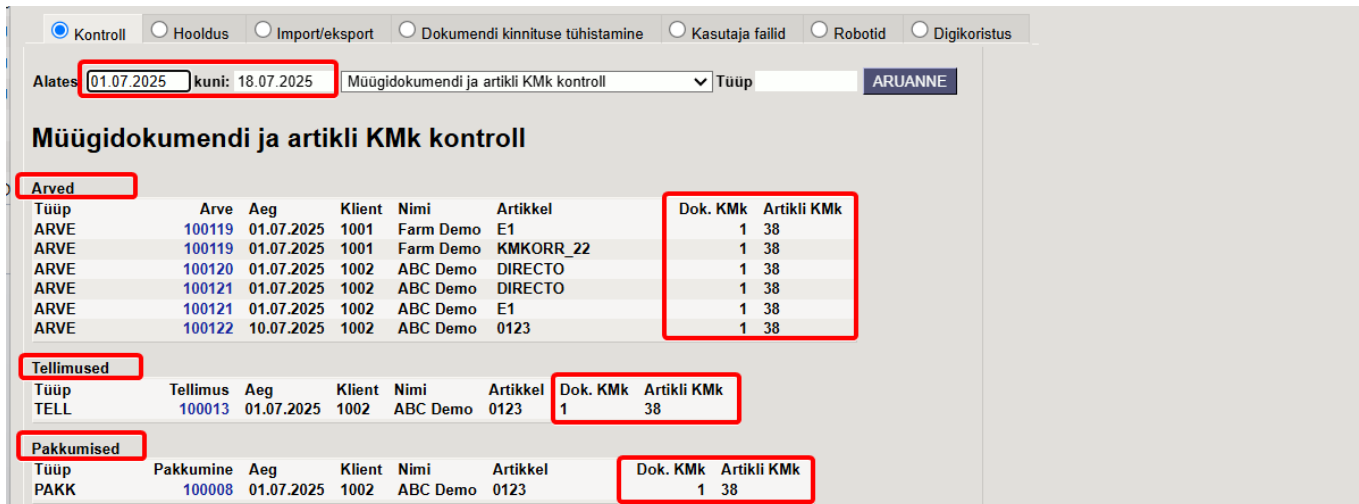 Kontroll Hooldus Import/eksport Dokumendi kinnituse tühistamine Kasutaja failid Robotid Digikoristus
Alates 01.07.2025 kuni: 18.07.2025 Müügidokumendi ja artikli KMk kontroll Tüüp ARUANNE
Müügidokumendi ja artikli KMk kontroll
Arved
Tüüp Arve Aeg Klient Nimi Artikkel Dok. KMk Artikli KMk
ARVE 100119 01.07.2025 1001 Farm Demo E1 1 38
ARVE 100119 01.07.2025 1001 Farm Demo KMKORR_22 1 38
ARVE 100120 01.07.2025 1002 ABC Demo DIRECTO 1 38
ARVE 100121 01.07.2025 1002 ABC Demo DIRECTO 1 38
ARVE 100121 01.07.2025 1002 ABC Demo E1 1 38
ARVE 100122 10.07.2025 1002 ABC Demo 0123 1 38
Tellimused
Tüüp Tellimus Aeg Klient Nimi Artikkel Dok. KMk Artikli KMk
TELL 100013 01.07.2025 1002 ABC Demo 0123 1 38
Pakkumised
Tüüp Pakkumine Aeg Klient Nimi Artikkel Dok. KMk Artikli KMk
PAKK 100008 01.07.2025 1002 ABC Demo 0123 1 38